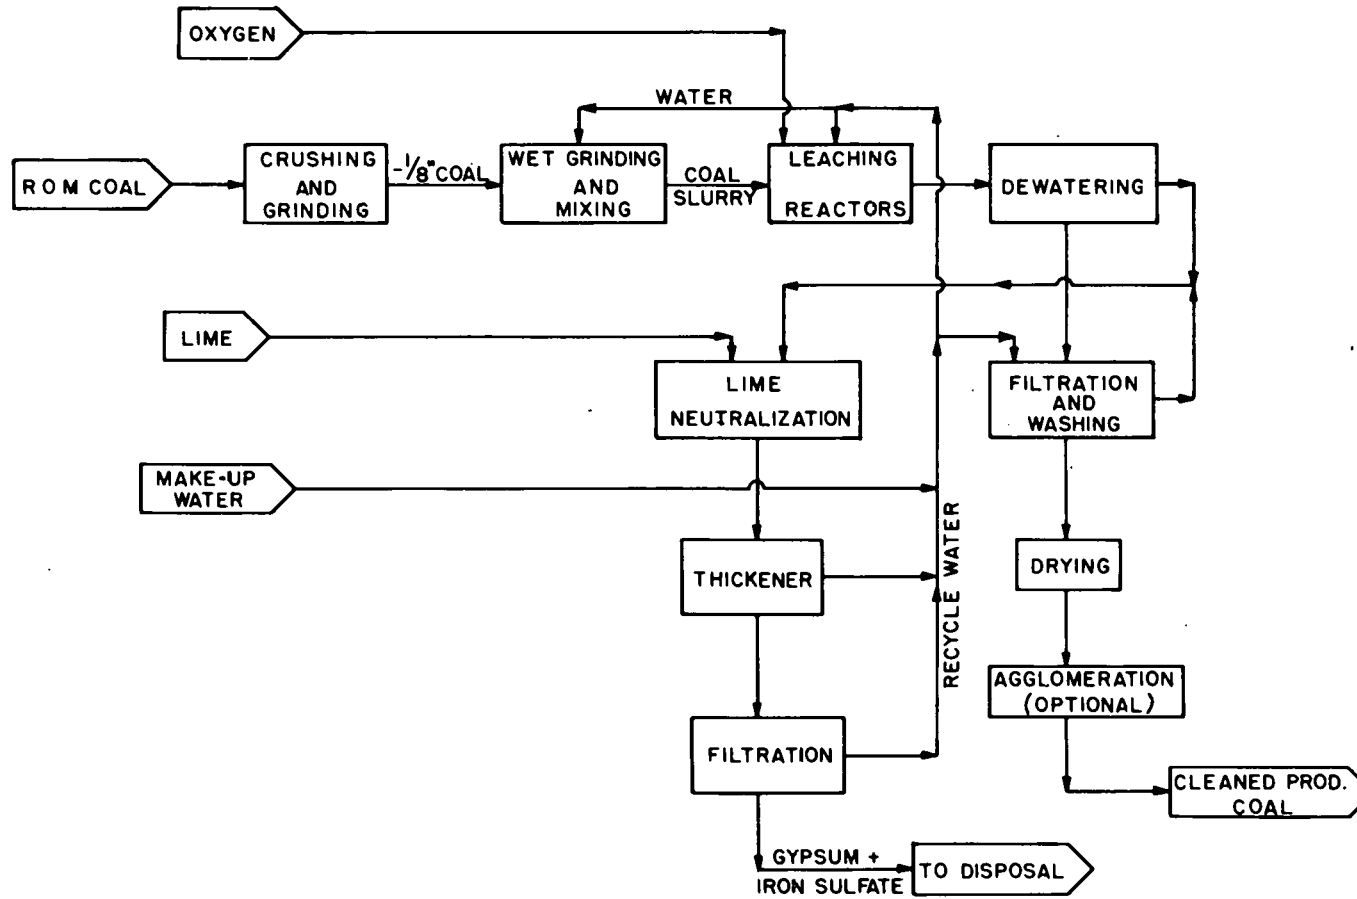 OXYGEN
WATER
ROM COAL
CRUSHING
AND
GRINDING
-1/8" COAL
WET GRINDING
AND
MIXING
COAL
SLURRY
LEACHING
REACTORS
DEWATERING
LIME
LIME
NEUTRALIZATION
FILTRATION
AND
WASHING
MAKE-UP
WATER
RECYCLE WATER
THICKENER
DRYING
AGGLOMERATION
(OPTIONAL)
FILTRATION
CLEANED PROD.
COAL
GYPSUM +
IRON SULFATE
TO DISPOSAL